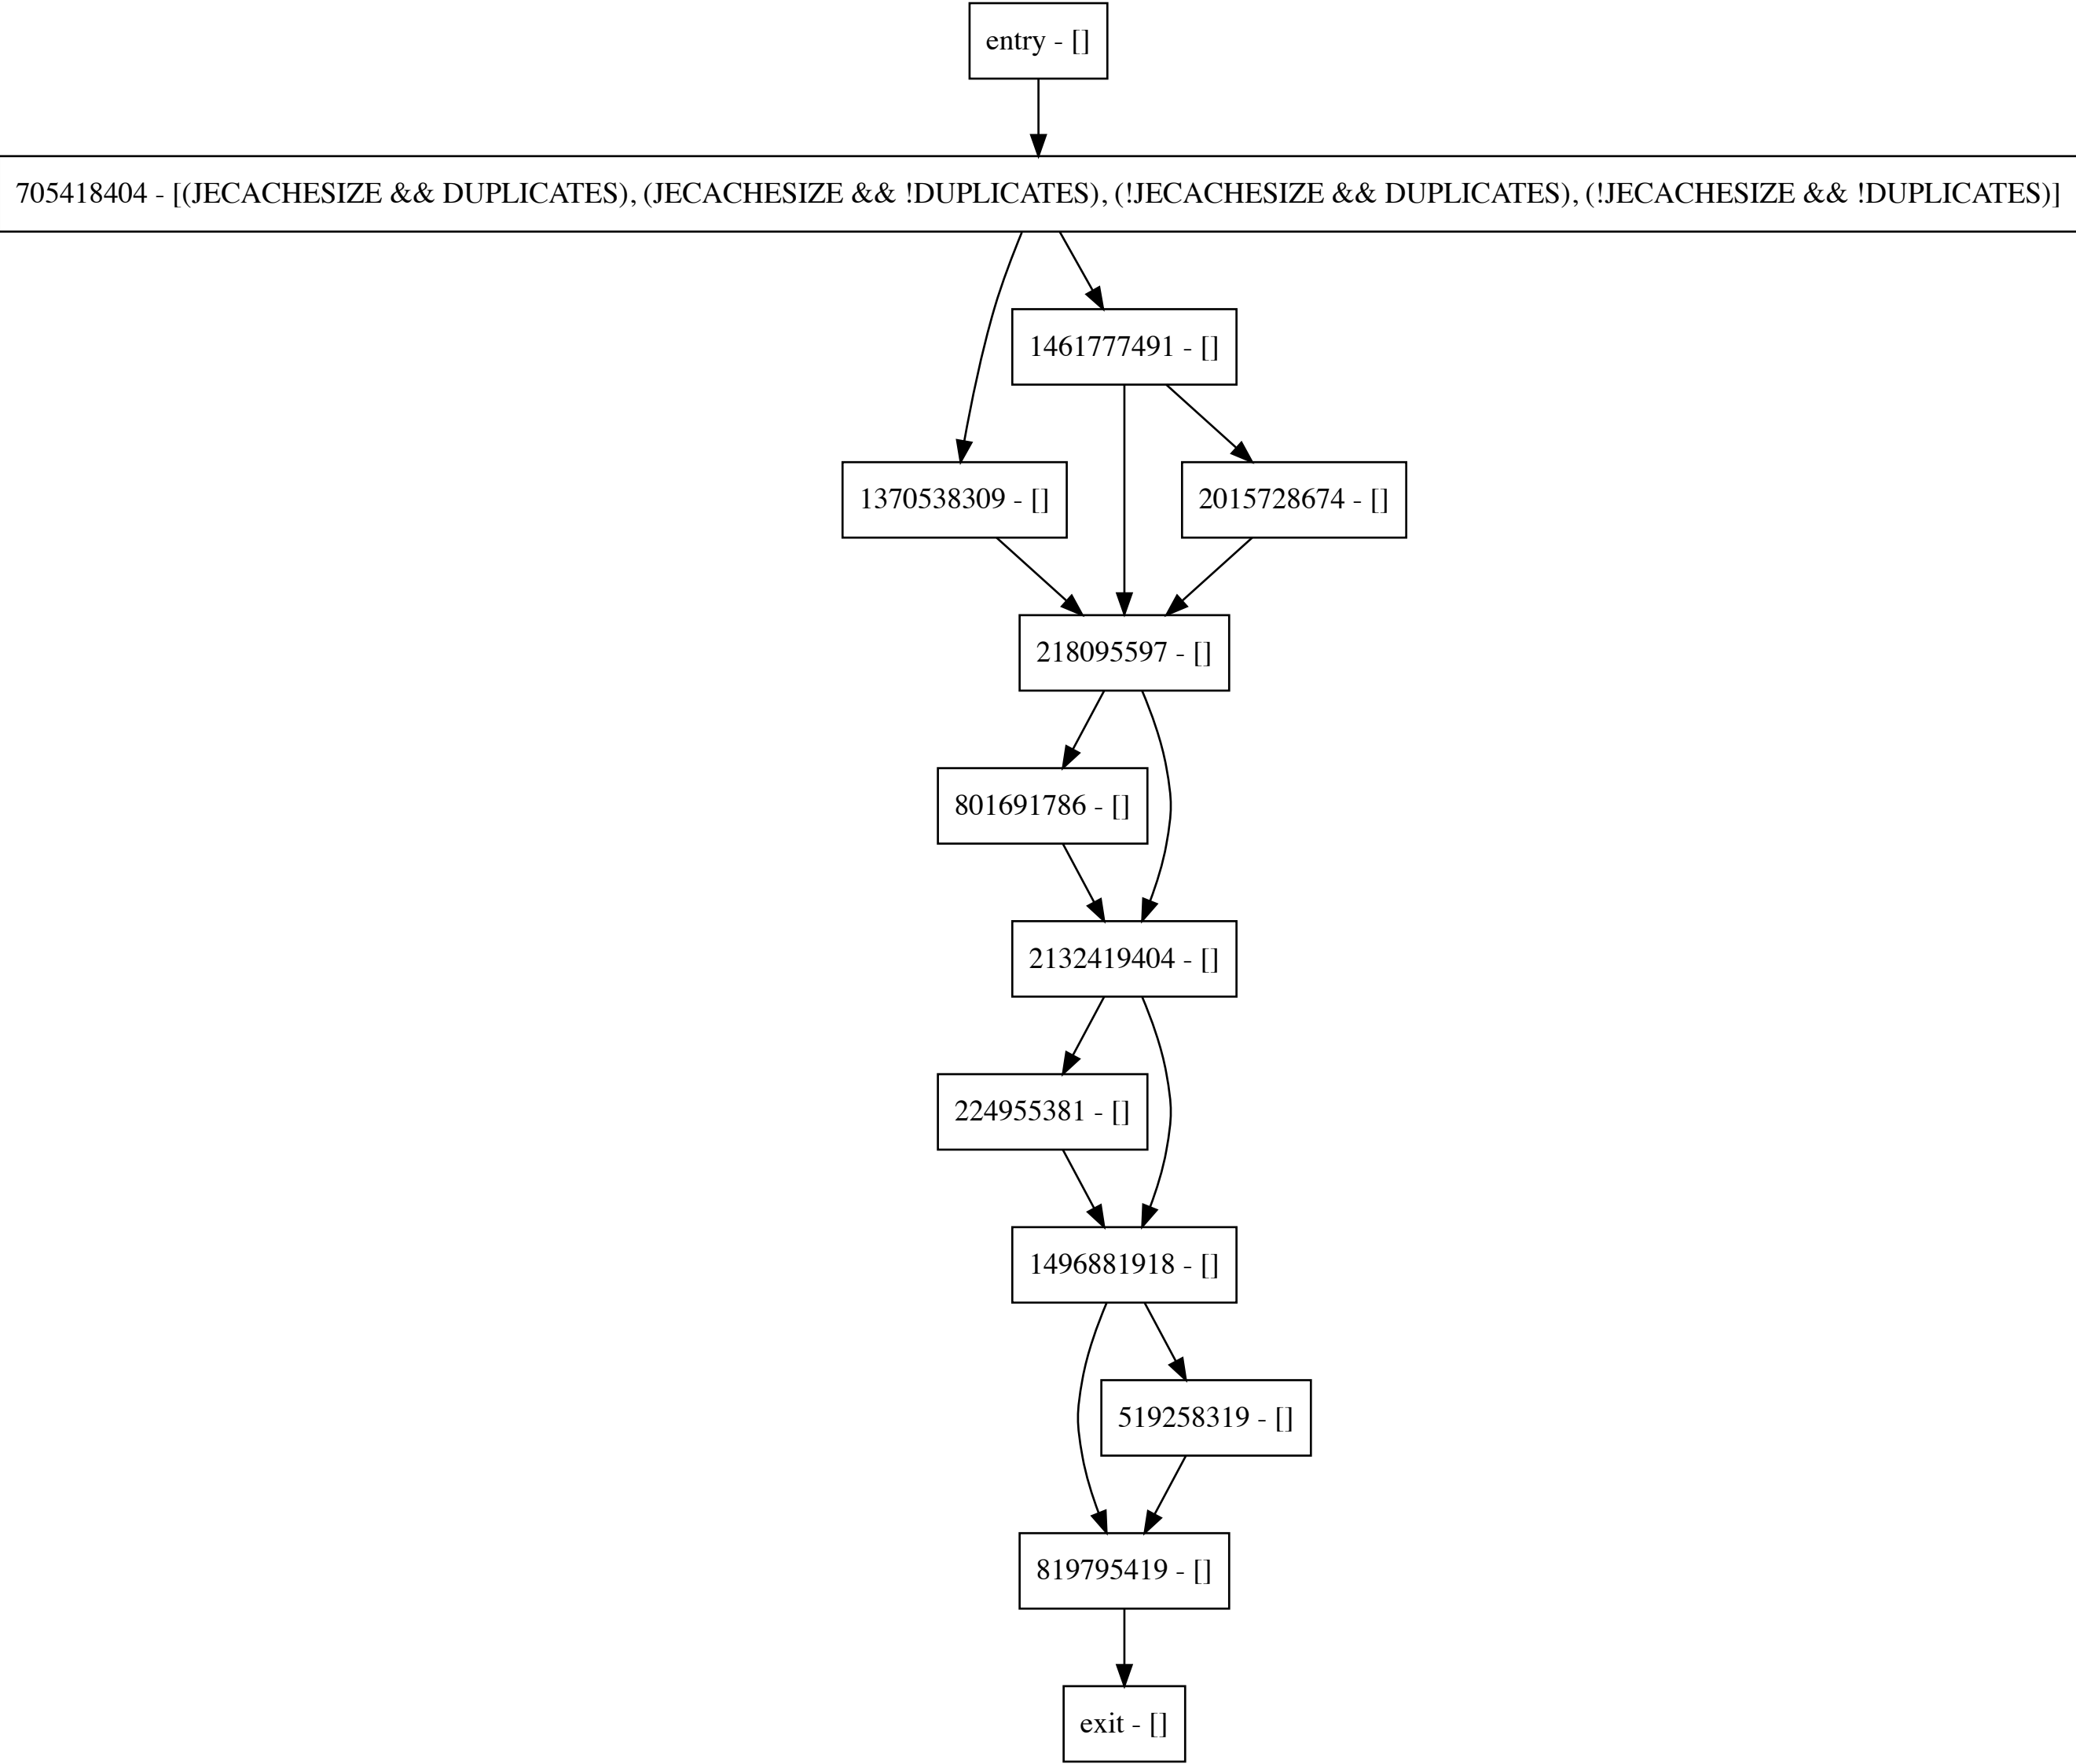 entry - []
705418404 - [(JECACHESIZE && DUPLICATES), (JECACHESIZE && !DUPLICATES), (!JECACHESIZE && DUPLICATES), (!JECACHESIZE && !DUPLICATES)]
1461777491 - []
1370538309 - []
2015728674 - []
218095597 - []
801691786 - []
2132419404 - []
224955381 - []
1496881918 - []
519258319 - []
819795419 - []
exit - []